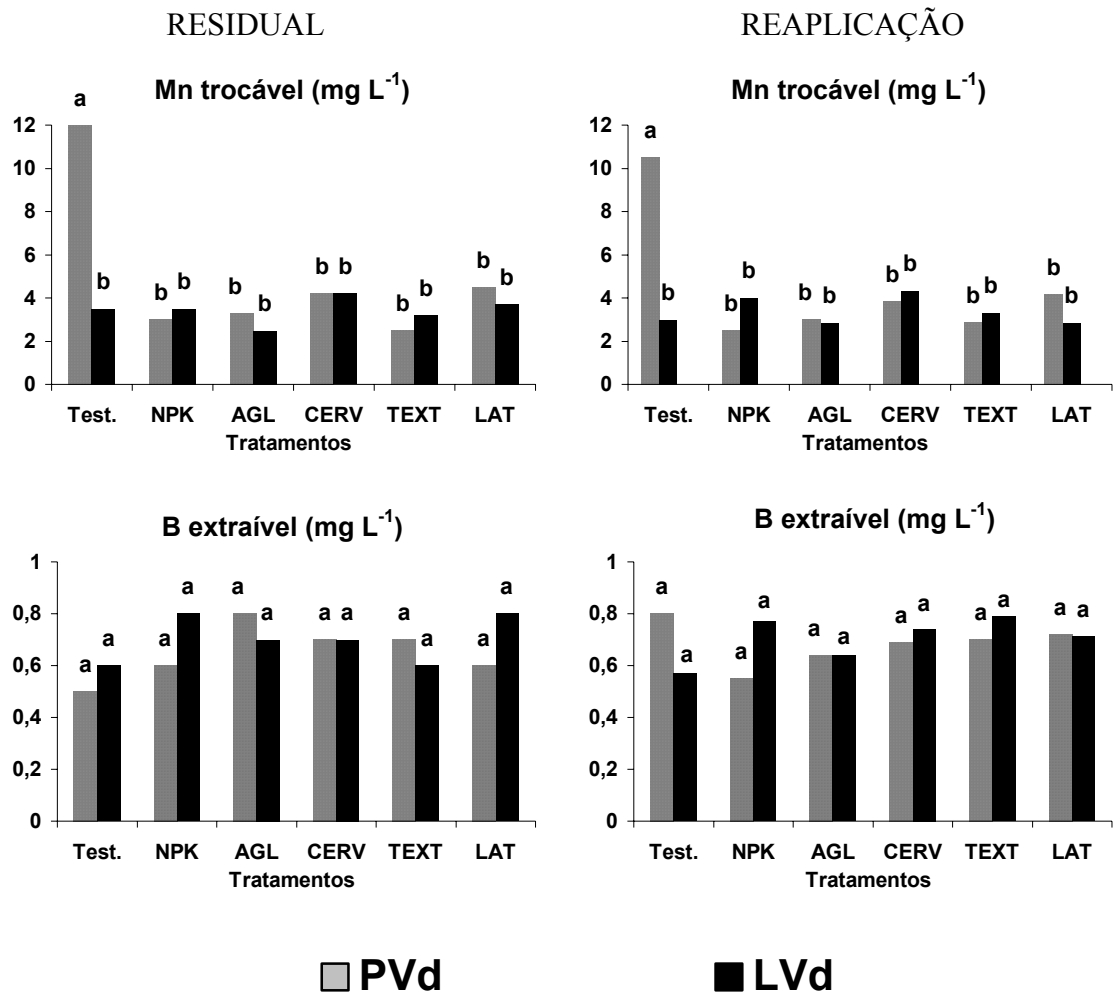 RESIDUAL
REAPLICAÇÃO
Mn trocável (mg L⁻¹)
a b b b b b b b b b b b
12
10
8
6
4
2
0
Test. NPK AGL CERV TEXT LAT
Tratamentos
Mn trocável (mg L⁻¹)
a b b b b b b b b b b b
12
10
8
6
4
2
0
Test. NPK AGL CERV TEXT LAT
Tratamentos
B extraível (mg L⁻¹)
a a a a a a a a a a a a
1
0,8
0,6
0,4
0,2
0
Test. NPK AGL CERV TEXT LAT
Tratamentos
B extraível (mg L⁻¹)
a a a a a a a a a a a a
1
0,8
0,6
0,4
0,2
0
Test. NPK AGL CERV TEXT LAT
Tratamentos
PVd
LVd